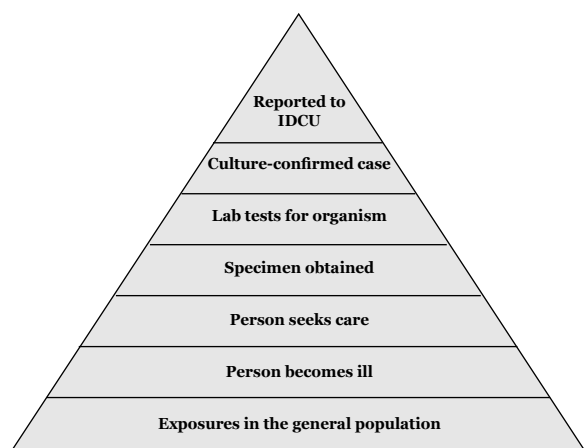 Reported to
IDCU
Culture-confirmed case
Lab tests for organism
Specimen obtained
Person seeks care
Person becomes ill
Exposures in the general population